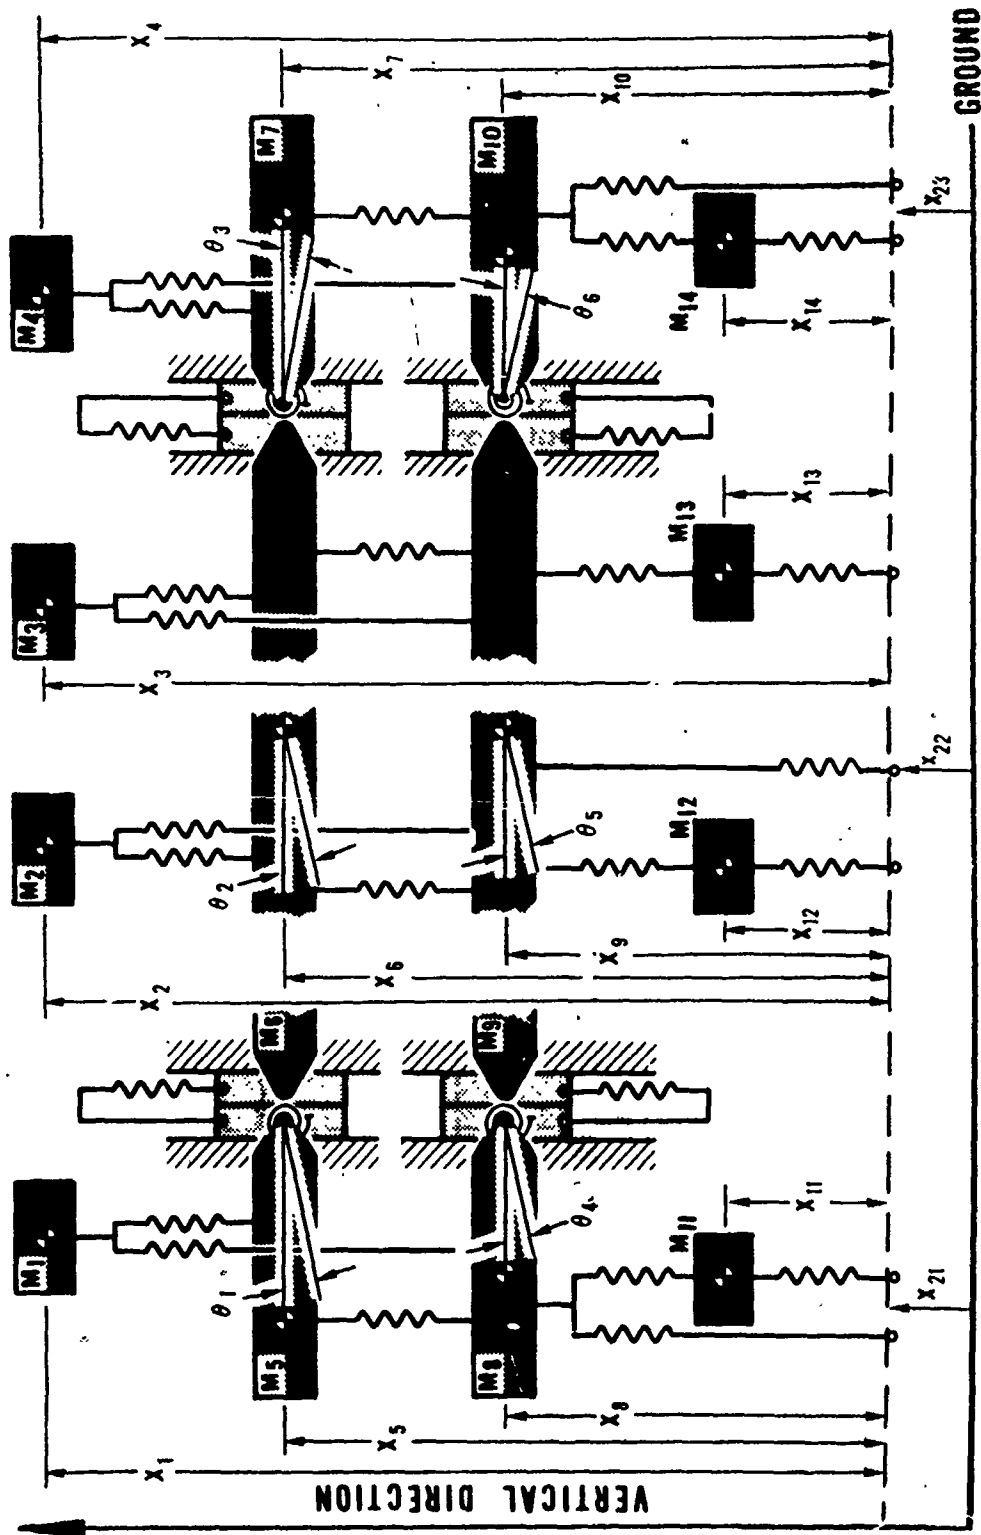 VERTICAL DIRECTION
GROUND
M1
M2
M3
M4
M5
M6
M7
M8
M9
M10
M11
M12
M13
M14
θ1
θ2
θ3
θ4
θ5
θ6
X1
X2
X3
X4
X5
X6
X7
X8
X9
X10
X11
X12
X13
X14
X21
X22
X23